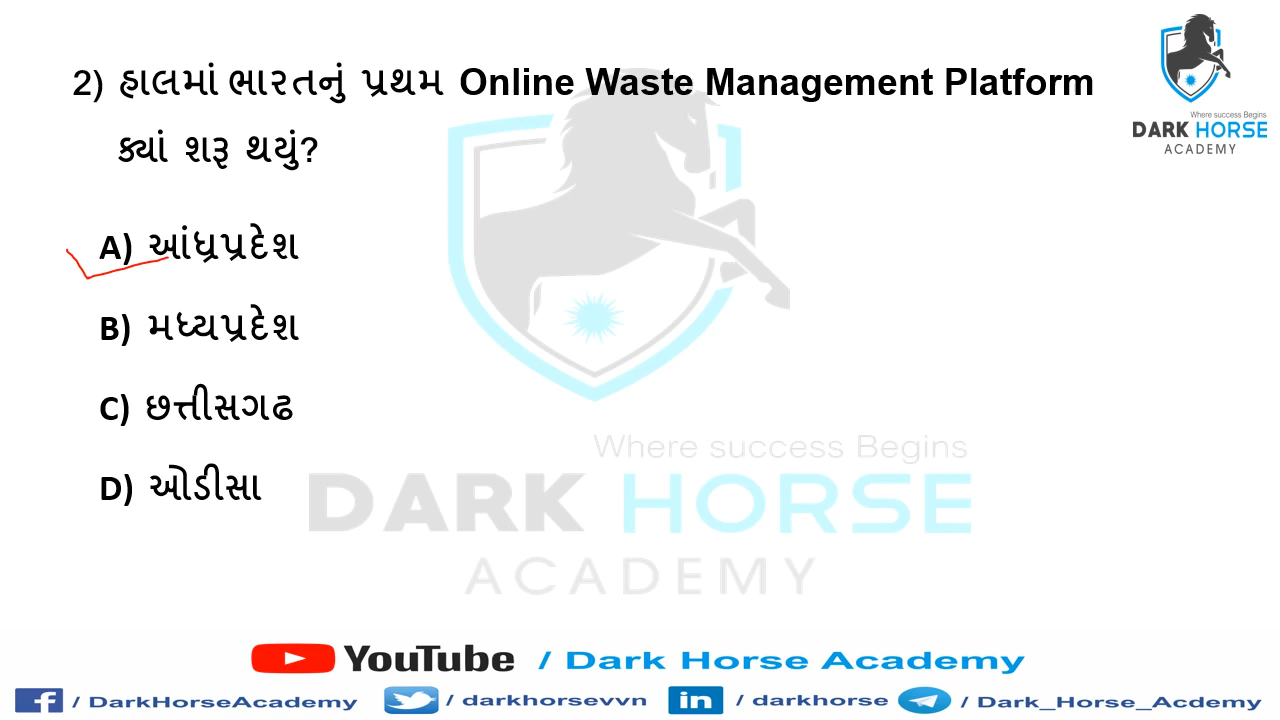 2) હાલમાં ભારતનું પ્રથમ Online Waste Management Platform
ક્યાં શરૂ થયું?
A) આંધ્રપ્રદેશ
B) મધ્યપ્રદેશ
C) છત્તીસગઢ
D) ઓડીસા
Where success Begins
DARK HORSE
ACADEMY
Where success Begins
DARK HORSE
ACADEMY
YouTube / Dark Horse Academy
/ DarkHorseAcademy / darkhorsevvn in / darkhorse / Dark_Horse_Acdemy